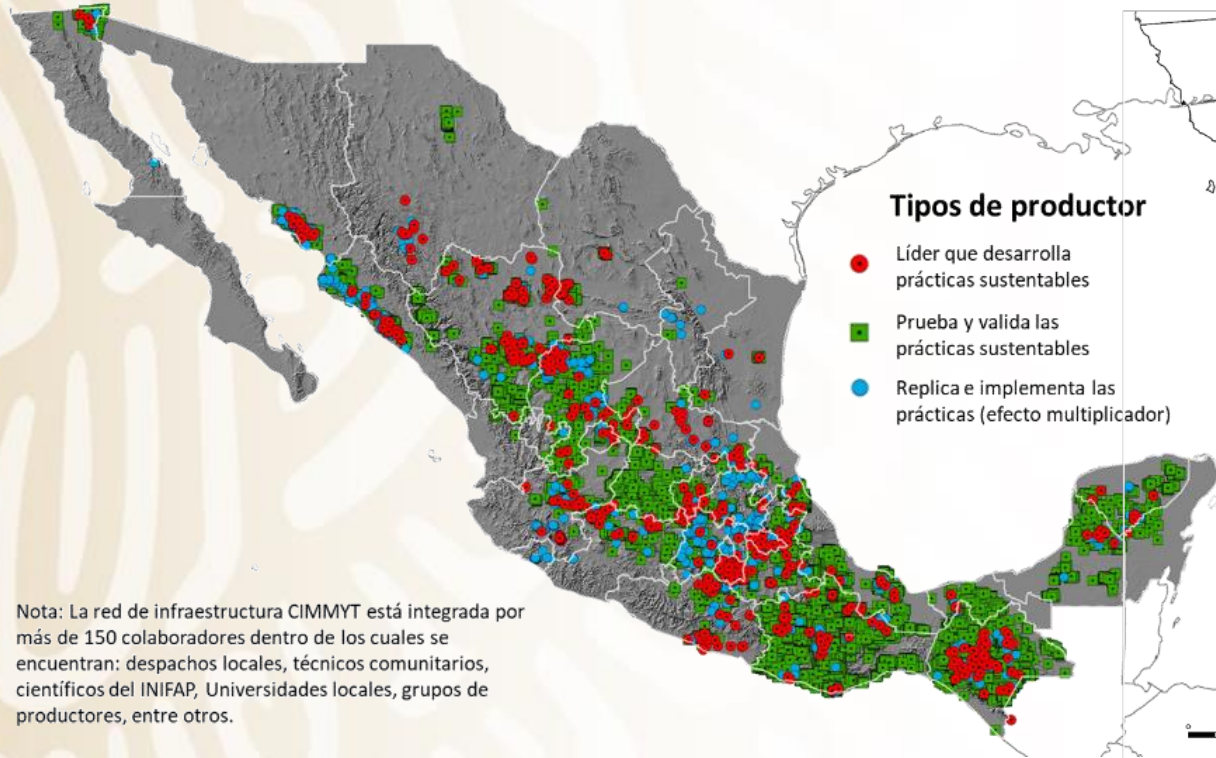 Tipos de productor
Líder que desarrolla
prácticas sustentables
Prueba y valida las
prácticas sustentables
Replica e implementa las
prácticas (efecto multiplicador)
Nota: La red de infraestructura CIMMYT está integrada por
más de 150 colaboradores dentro de los cuales se
encuentran: despachos locales, técnicos comunitarios,
científicos del INIFAP, Universidades locales, grupos de
productores, entre otros.
0